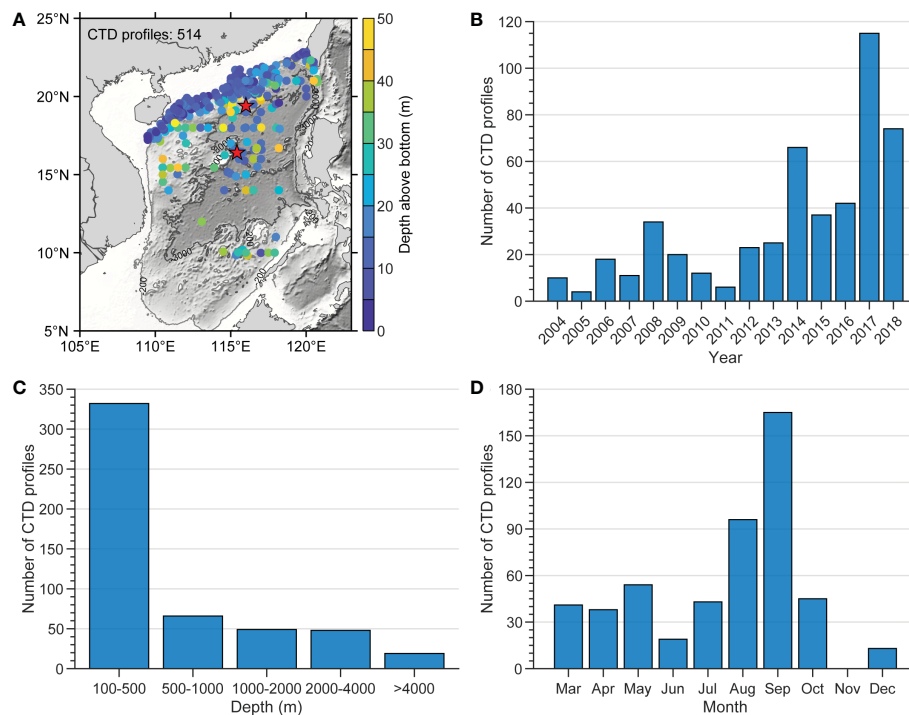 A
CTD profiles: 514
25°N
20°N
15°N
10°N
5°N
105°E
110°E
115°E
120°E
50
40
30
20
10
0
Depth above bottom (m)
B
120
100
80
60
40
20
0
Number of CTD profiles
2004
2005
2006
2007
2008
2009
2010
2011
2012
2013
2014
2015
2016
2017
2018
Year
C
350
300
250
200
150
100
50
0
Number of CTD profiles
100-500
500-1000
1000-2000
2000-4000
>4000
Depth (m)
D
180
150
120
90
60
30
0
Number of CTD profiles
Mar
Apr
May
Jun
Jul
Aug
Sep
Oct
Nov
Dec
Month